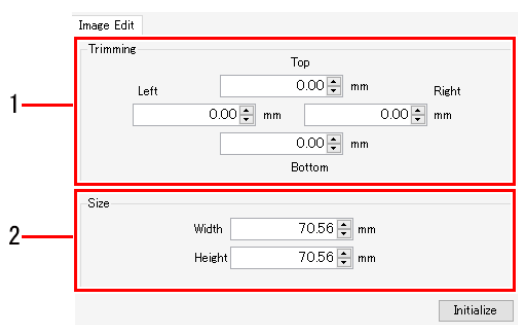 Image Edit
Trimming
Top
0.00 mm
Left
Right
1
0.00 mm
0.00 mm
0.00 mm
Bottom
Size
2
Width 70.56 mm
Height 70.56 mm
Initialize